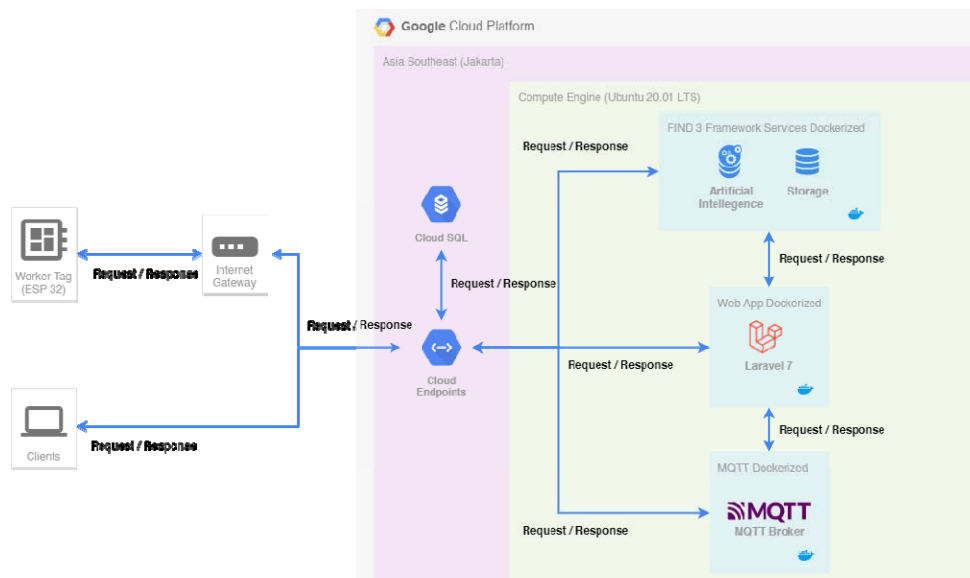 Google Cloud Platform
Asia Southeast (Jakarta)
Compute Engine (Ubuntu 20.01 LTS)
FIND 3 Framework Services Dockerized
Request / Response
Artificial
Intellegence
Storage
Cloud SQL
Request / Response
Worker Tag
(ESP 32)
Request / Response
Internet
Gateway
Request / Response
Request / Response
Web App Dockerized
Laravel 7
Cloud
Endpoints
Request / Response
Clients
Request / Response
Request / Response
MQTT Dockerized
MQTT
MQTT Broker
Request / Response